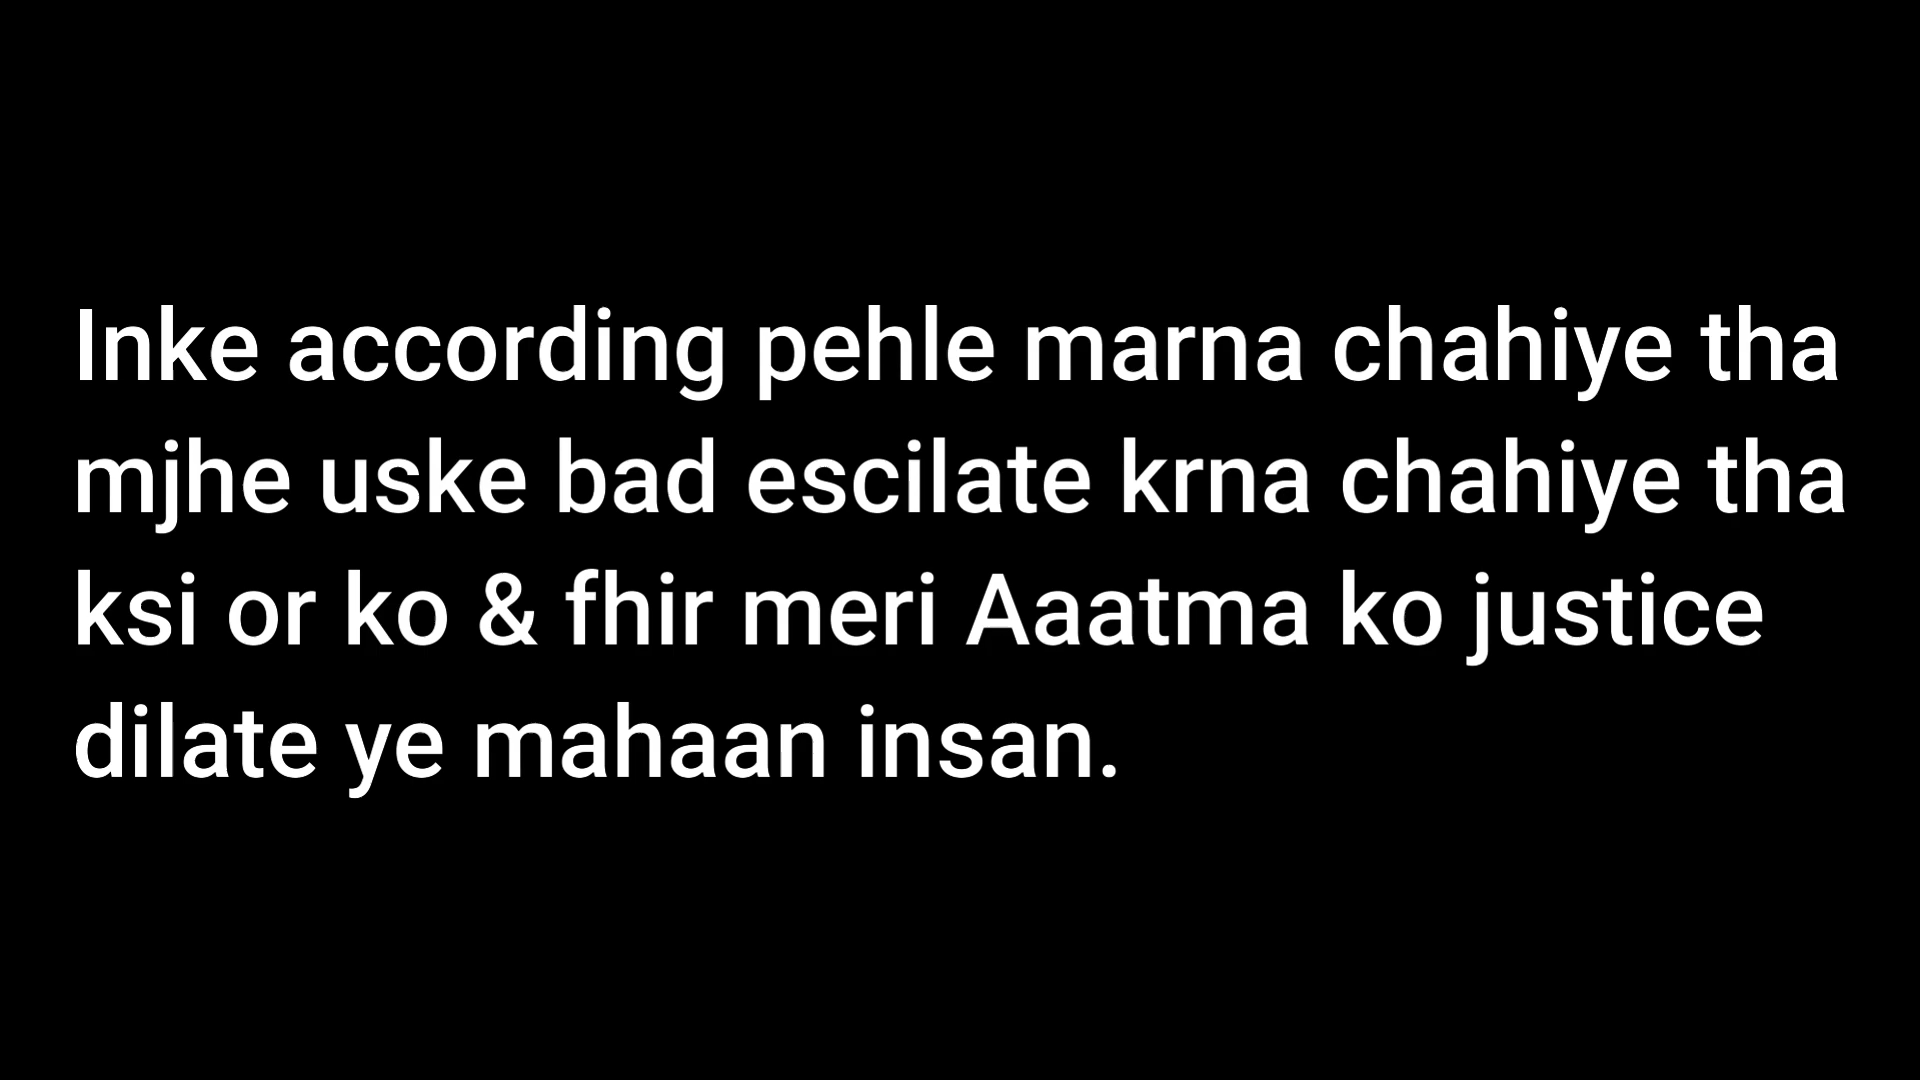 Inke according pehle marna chahiye tha
mjhe uske bad escilate krna chahiye tha
ksi or ko & fhir meri Aaatma ko justice
dilate ye mahaan insan.